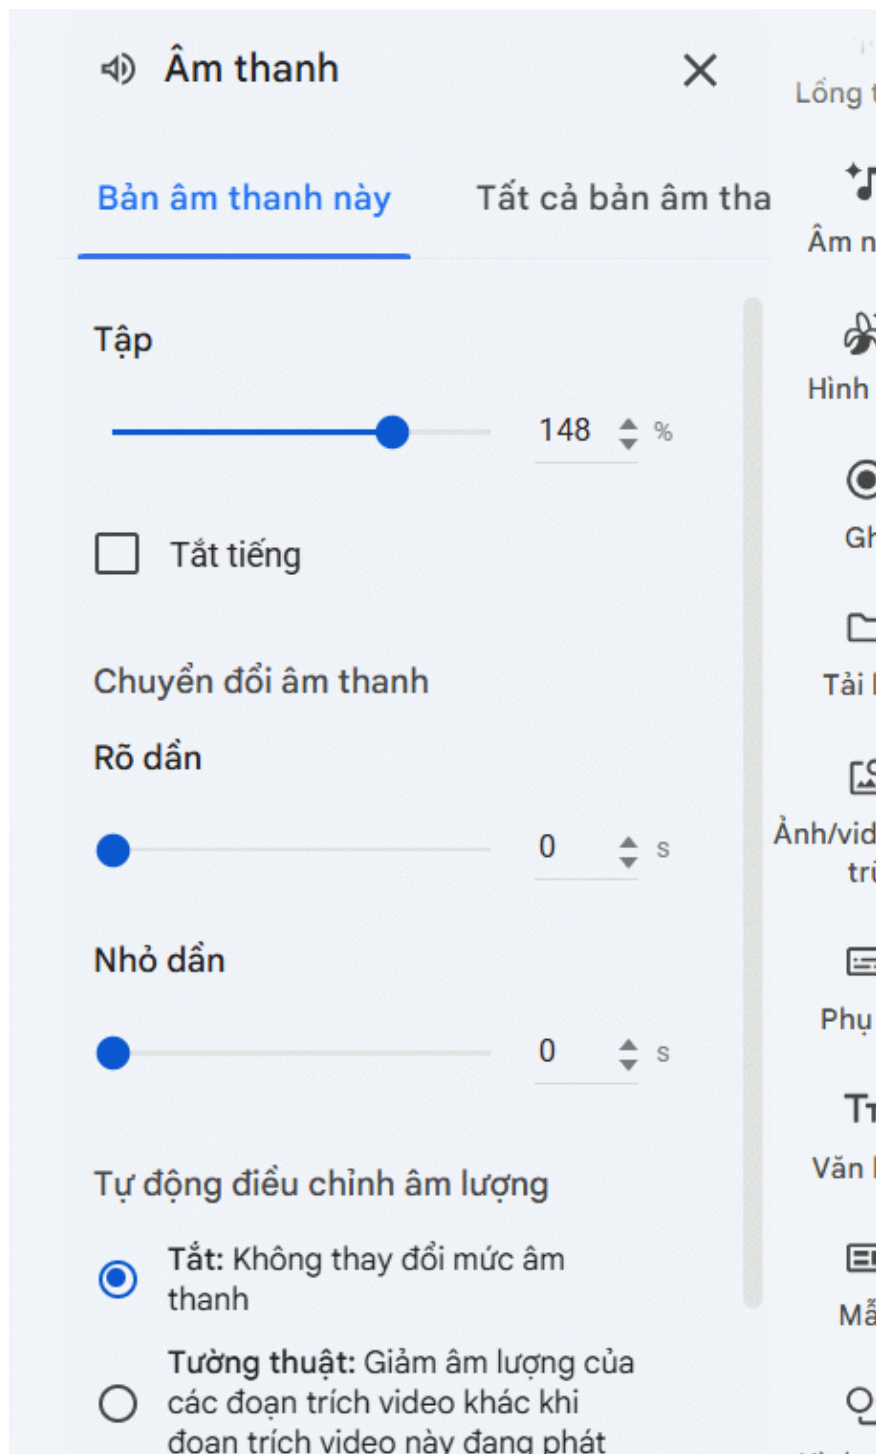 Âm thanh
Bản âm thanh này
Tất cả bản âm tha
Tập
148
%
Tắt tiếng
Chuyển đổi âm thanh
Rõ dần
0
s
Nhỏ dần
0
s
Tự động điều chỉnh âm lượng
Tắt: Không thay đổi mức âm
thanh
Tường thuật: Giảm âm lượng của
các đoạn trích video khác khi
đoạn trích video này đang phát
Lồng t
Âm n
Hình
Gh
Tải
Ảnh/vid
trũ
Phụ
Văn
Mẫ